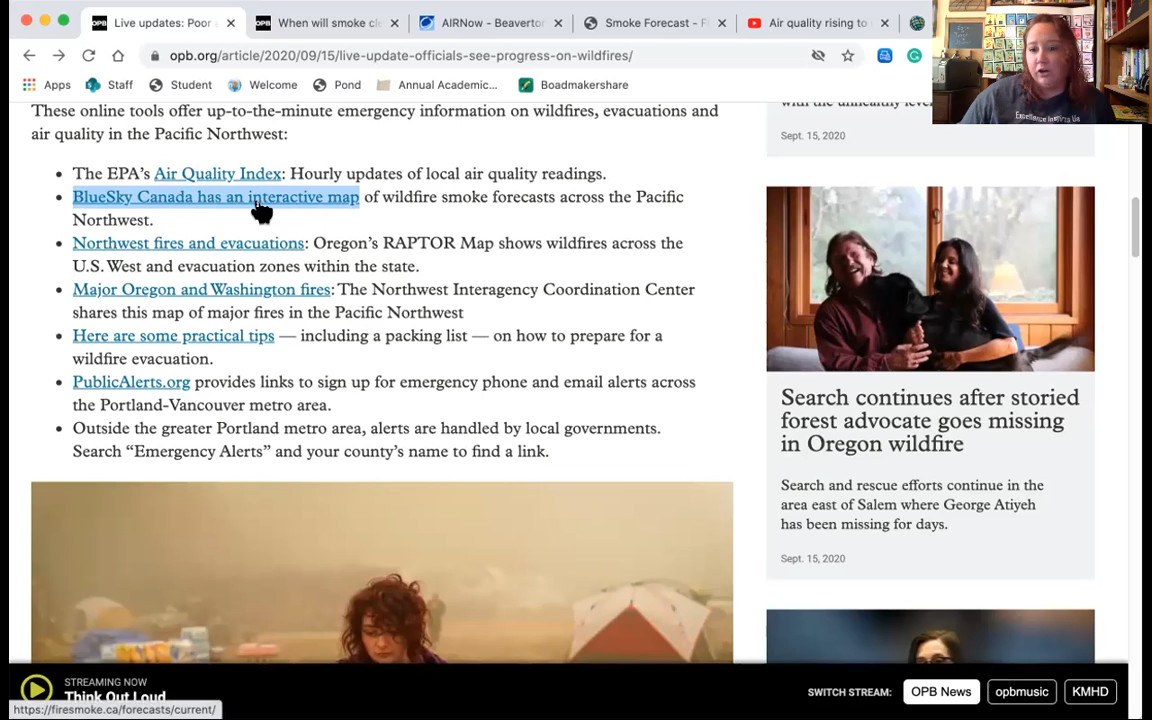 Live updates: Poor
When will smoke cle
AIRNow - Beaverton
Smoke Forecast - F
Air quality rising to
opb.org/article/2020/09/15/live-update-officials-see-progress-on-wildfires/
Apps
Staff
Student
Welcome
Pond
Annual Academic...
Boadmakershare
These online tools offer up-to-the-minute emergency information on wildfires, evacuations and
air quality in the Pacific Northwest:
• The EPA’s Air Quality Index: Hourly updates of local air quality readings.
• BlueSky Canada has an interactive map of wildfire smoke forecasts across the Pacific
Northwest.
• Northwest fires and evacuations: Oregon’s RAPTOR Map shows wildfires across the
U.S. West and evacuation zones within the state.
• Major Oregon and Washington fires: The Northwest Interagency Coordination Center
shares this map of major fires in the Pacific Northwest
• Here are some practical tips — including a packing list — on how to prepare for a
wildfire evacuation.
• PublicAlerts.org provides links to sign up for emergency phone and email alerts across
the Portland-Vancouver metro area.
• Outside the greater Portland metro area, alerts are handled by local governments.
Search “Emergency Alerts” and your county’s name to find a link.
Sept. 15, 2020
Search continues after storied
forest advocate goes missing
in Oregon wildfire
Search and rescue efforts continue in the
area east of Salem where George Atiyeh
has been missing for days.
Sept. 15, 2020
STREAMING NOW
Think Out Loud
SWITCH STREAM:
OPB News
opbmusic
KMHD
https://firesmoke.ca/forecasts/current/